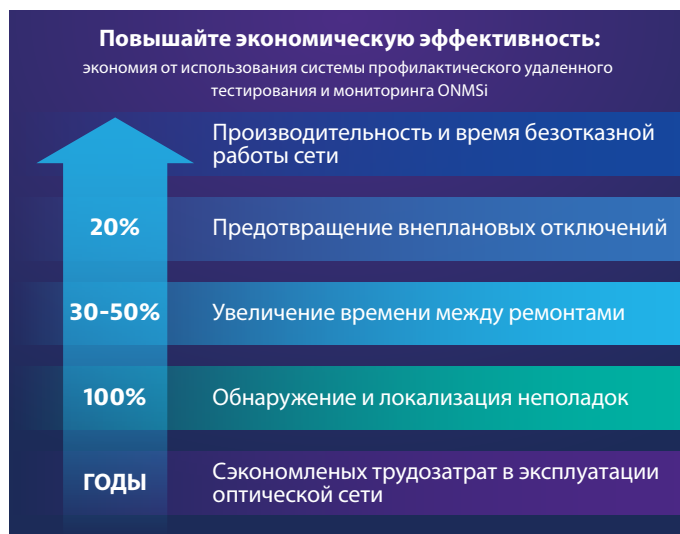 Повышайте экономическую эффективность:
экономия от использования системы профилактического удаленного
тестирования и мониторинга ONMSi
Производительность и время безотказной
работы сети
20%
Предотвращение внеплановых отключений
30-50%
Увеличение времени между ремонтами
100%
Обнаружение и локализация неполадок
ГОДЫ
Сэкономленых трудозатрат в эксплуатации
оптической сети